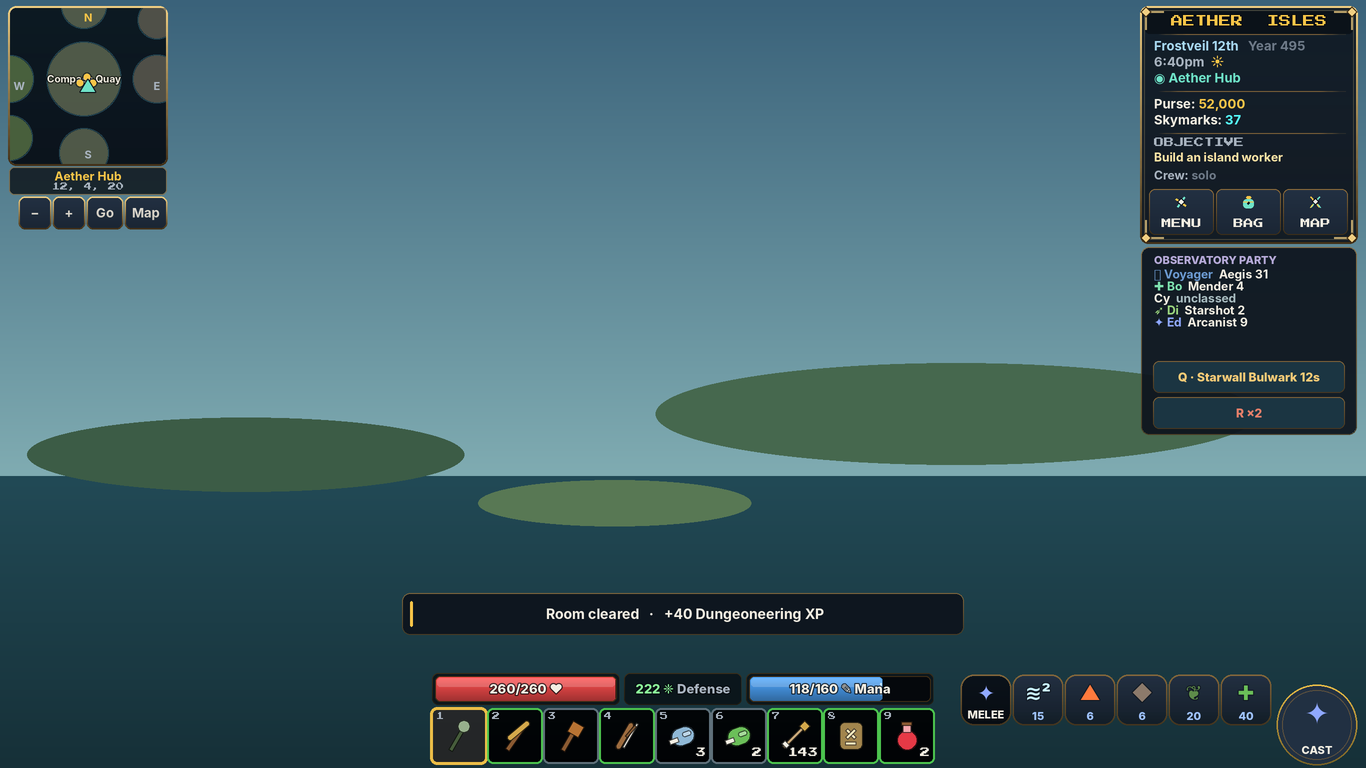 N
W
Compa Quay
E
S
Aether Hub
12, 4, 20
− + Go Map
AETHER ISLES
Frostveil 12th Year 495
6:40pm
Aether Hub
Purse: 52,000
Skymarks: 37
OBJECTIVE
Build an island worker
Crew: solo
MENU BAG MAP
OBSERVATORY PARTY
Voyager Aegis 31
Bo Mender 4
Cy unclassed
Di Starshot 2
Ed Arcanist 9
Q · Starwall Bulwark 12s
R ×2
Room cleared · +40 Dungeoneering XP
260/260 222 Defense 118/160 Mana
1 2 3 4 5 3 6 2 7 143 8 9 2
MELEE 2 15 6 6 20 40
CAST